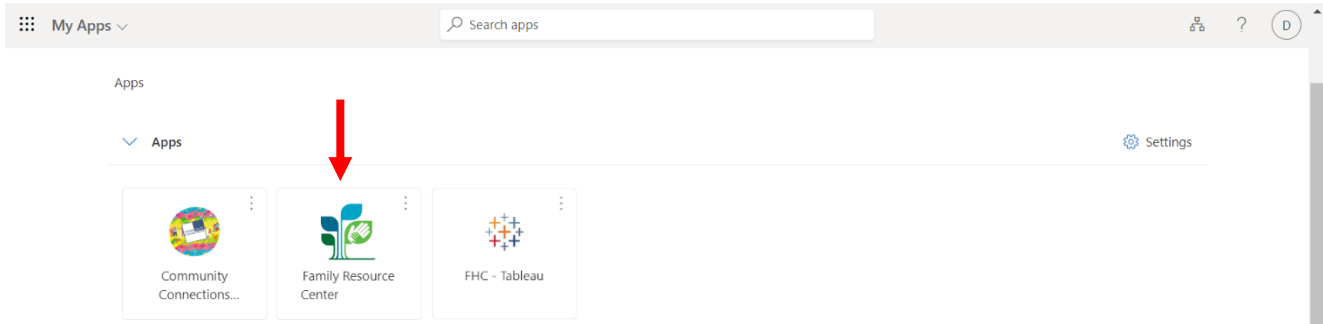 My Apps
Search apps
?
D
Apps
Apps
Settings
Community
Connections...
Family Resource
Center
FHC - Tableau